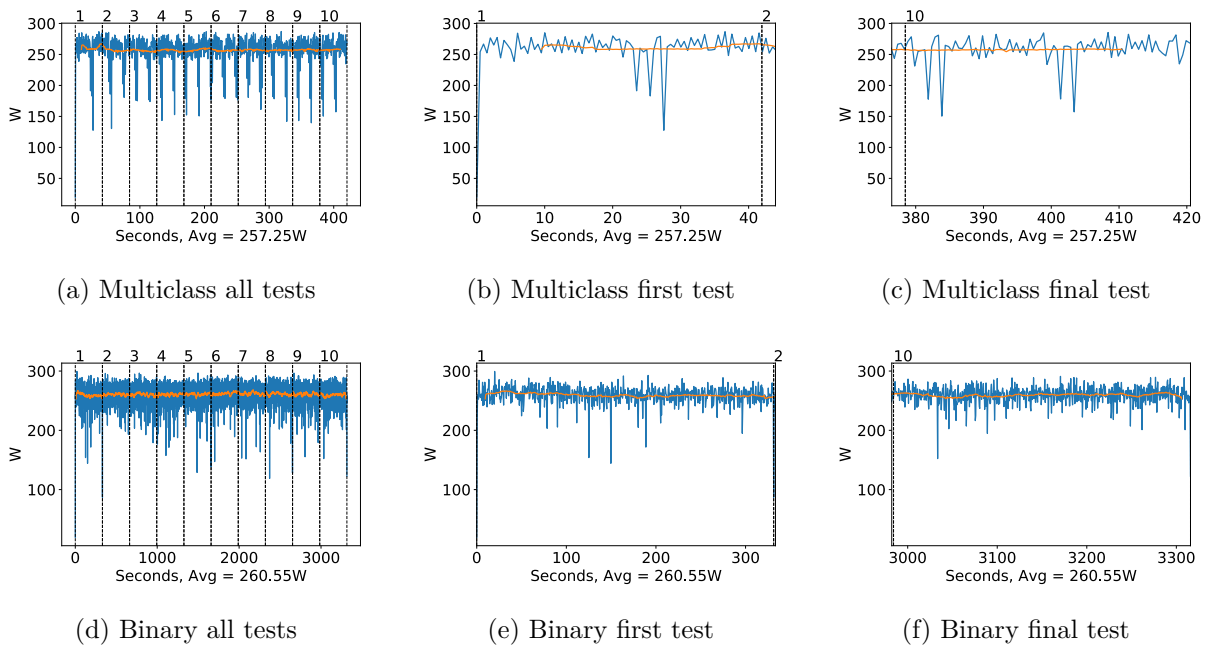 1 2 3 4 5 6 7 8 9 10
300
250
200
150
100
50
W
0 100 200 300 400
Seconds, Avg = 257.25W
(a) Multiclass all tests
1 2
300
250
200
150
100
50
W
0 10 20 30 40
Seconds, Avg = 257.25W
(b) Multiclass first test
10
300
250
200
150
100
50
W
380 390 400 410 420
Seconds, Avg = 257.25W
(c) Multiclass final test
1 2 3 4 5 6 7 8 9 10
300
200
100
W
0 1000 2000 3000
Seconds, Avg = 260.55W
(d) Binary all tests
1 2
300
200
100
W
0 100 200 300
Seconds, Avg = 260.55W
(e) Binary first test
10
300
200
100
W
3000 3100 3200 3300
Seconds, Avg = 260.55W
(f) Binary final test